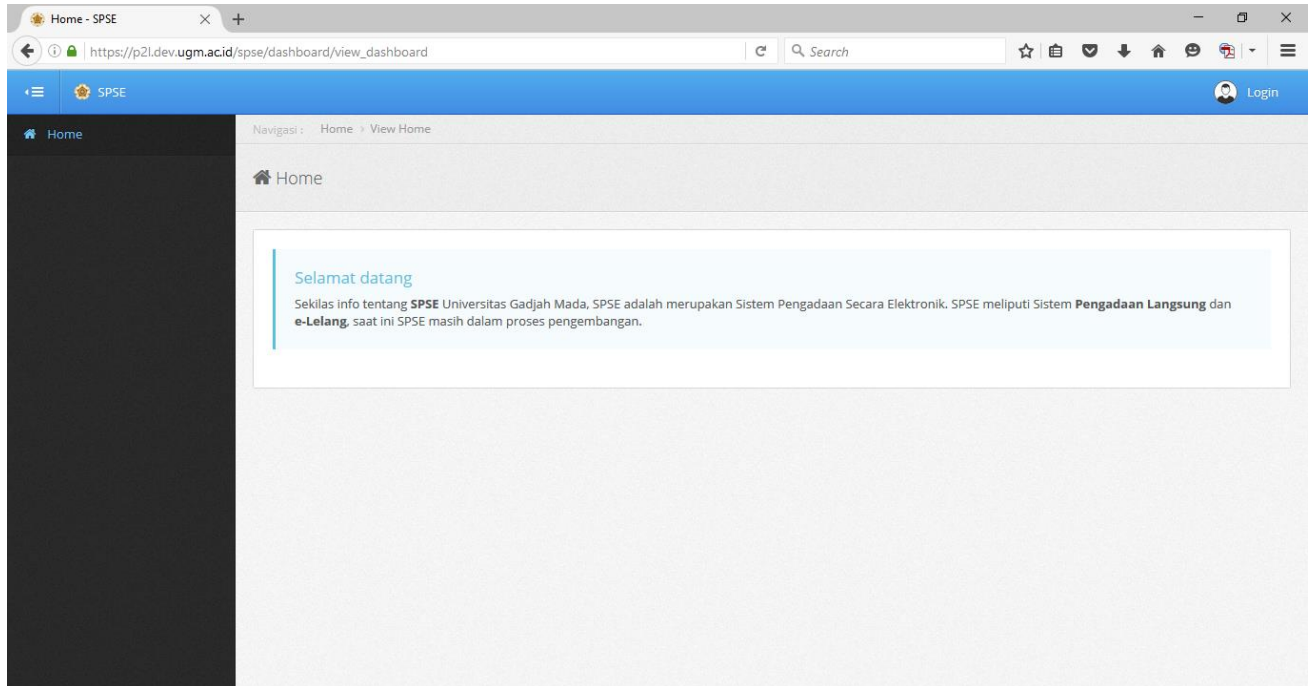 Home - SPSE
https://p2l.dev.ugm.ac.id/spse/dashboard/view_dashboard
Search
SPSE
Login
Home
Navigasi : Home › View Home
Home
Selamat datang
Sekilas info tentang SPSE Universitas Gadjah Mada, SPSE adalah merupakan Sistem Pengadaan Secara Elektronik. SPSE meliputi Sistem Pengadaan Langsung dan
e-Lelang, saat ini SPSE masih dalam proses pengembangan.